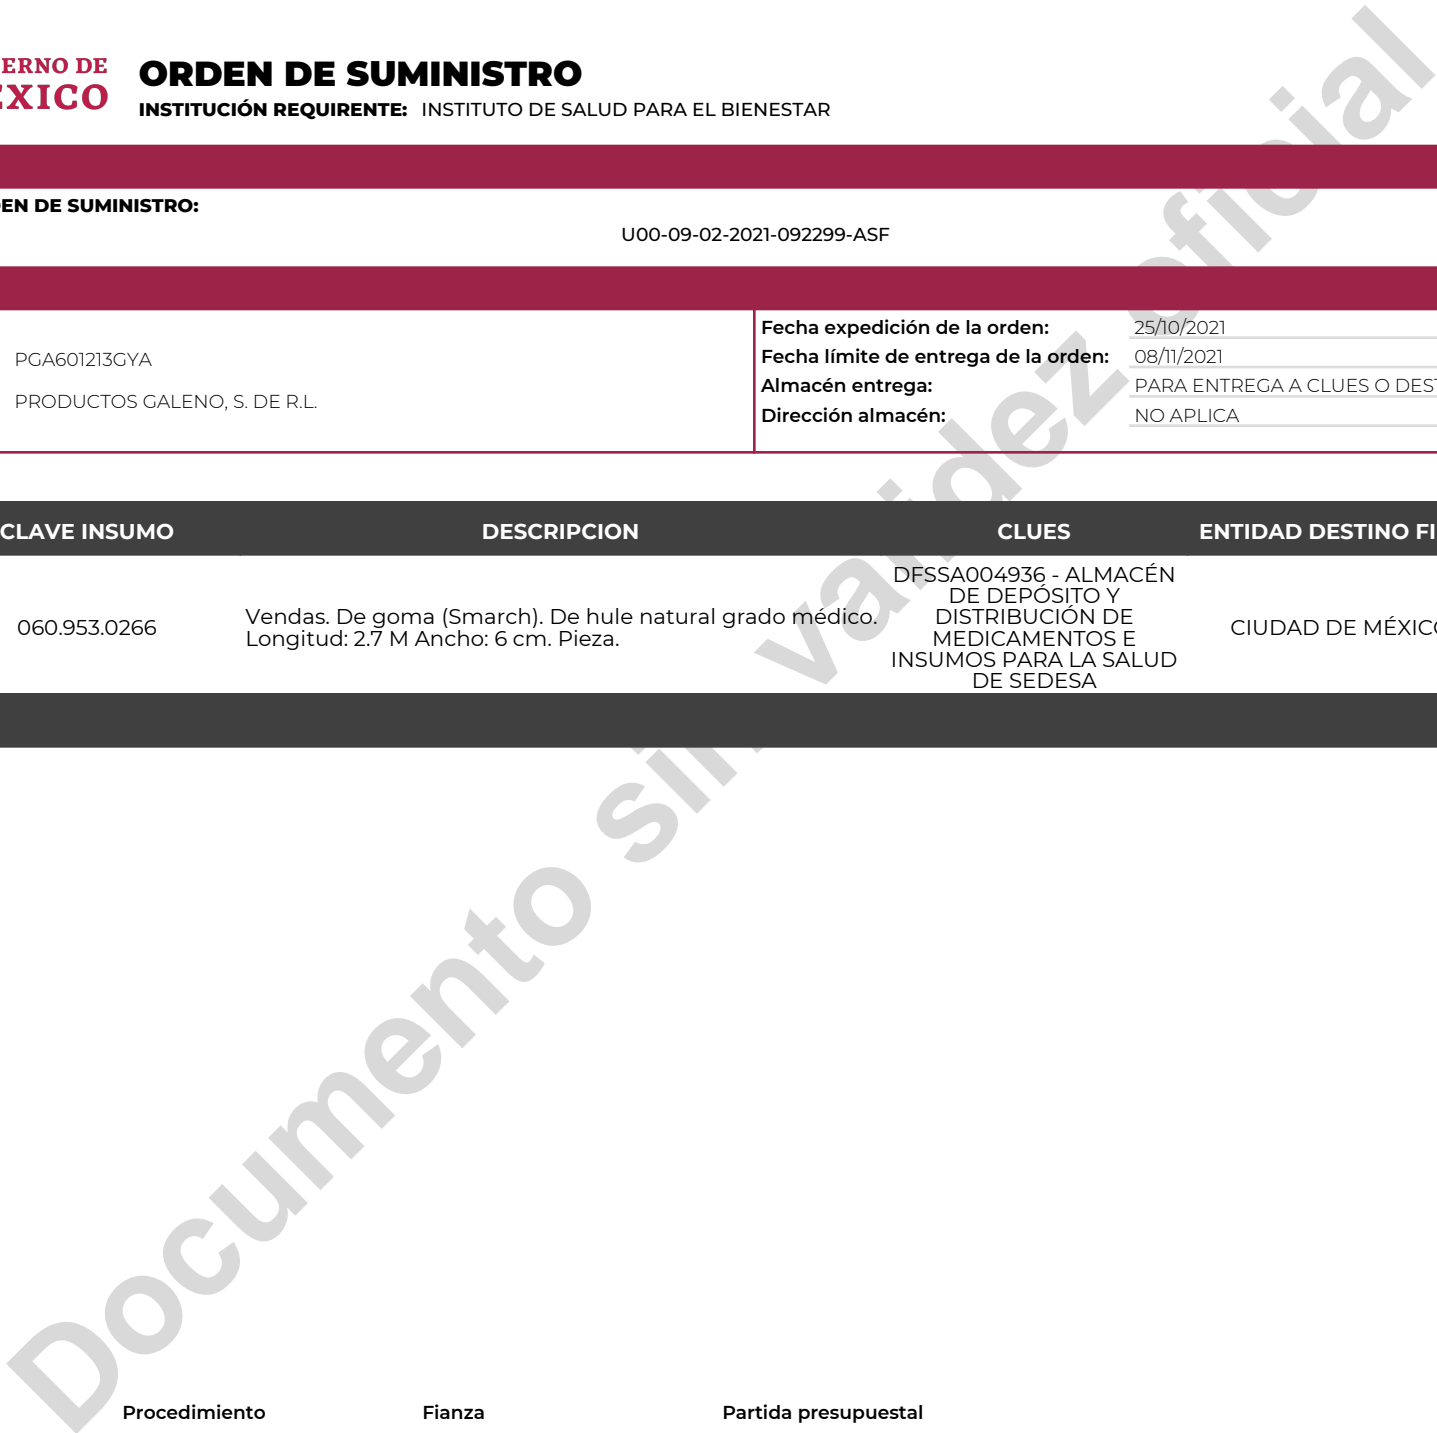 ERNO DE
ÉXICO
ORDEN DE SUMINISTRO
INSTITUCIÓN REQUIRENTE: INSTITUTO DE SALUD PARA EL BIENESTAR
EN DE SUMINISTRO:
U00-09-02-2021-092299-ASF
PGA601213GYA
PRODUCTOS GALENO, S. DE R.L.
Fecha expedición de la orden: 25/10/2021
Fecha límite de entrega de la orden: 08/11/2021
Almacén entrega: PARA ENTREGA A CLUES O DEST
Dirección almacén: NO APLICA
CLAVE INSUMO DESCRIPCION CLUES ENTIDAD DESTINO FI
060.953.0266
Vendas. De goma (Smarch). De hule natural grado médico.
Longitud: 2.7 M Ancho: 6 cm. Pieza.
DFSSA004936 - ALMACÉN
DE DEPÓSITO Y
DISTRIBUCIÓN DE
MEDICAMENTOS E
INSUMOS PARA LA SALUD
DE SEDESA
CIUDAD DE MÉXICO
Documento sin validez oficial
Procedimiento Fianza Partida presupuestal